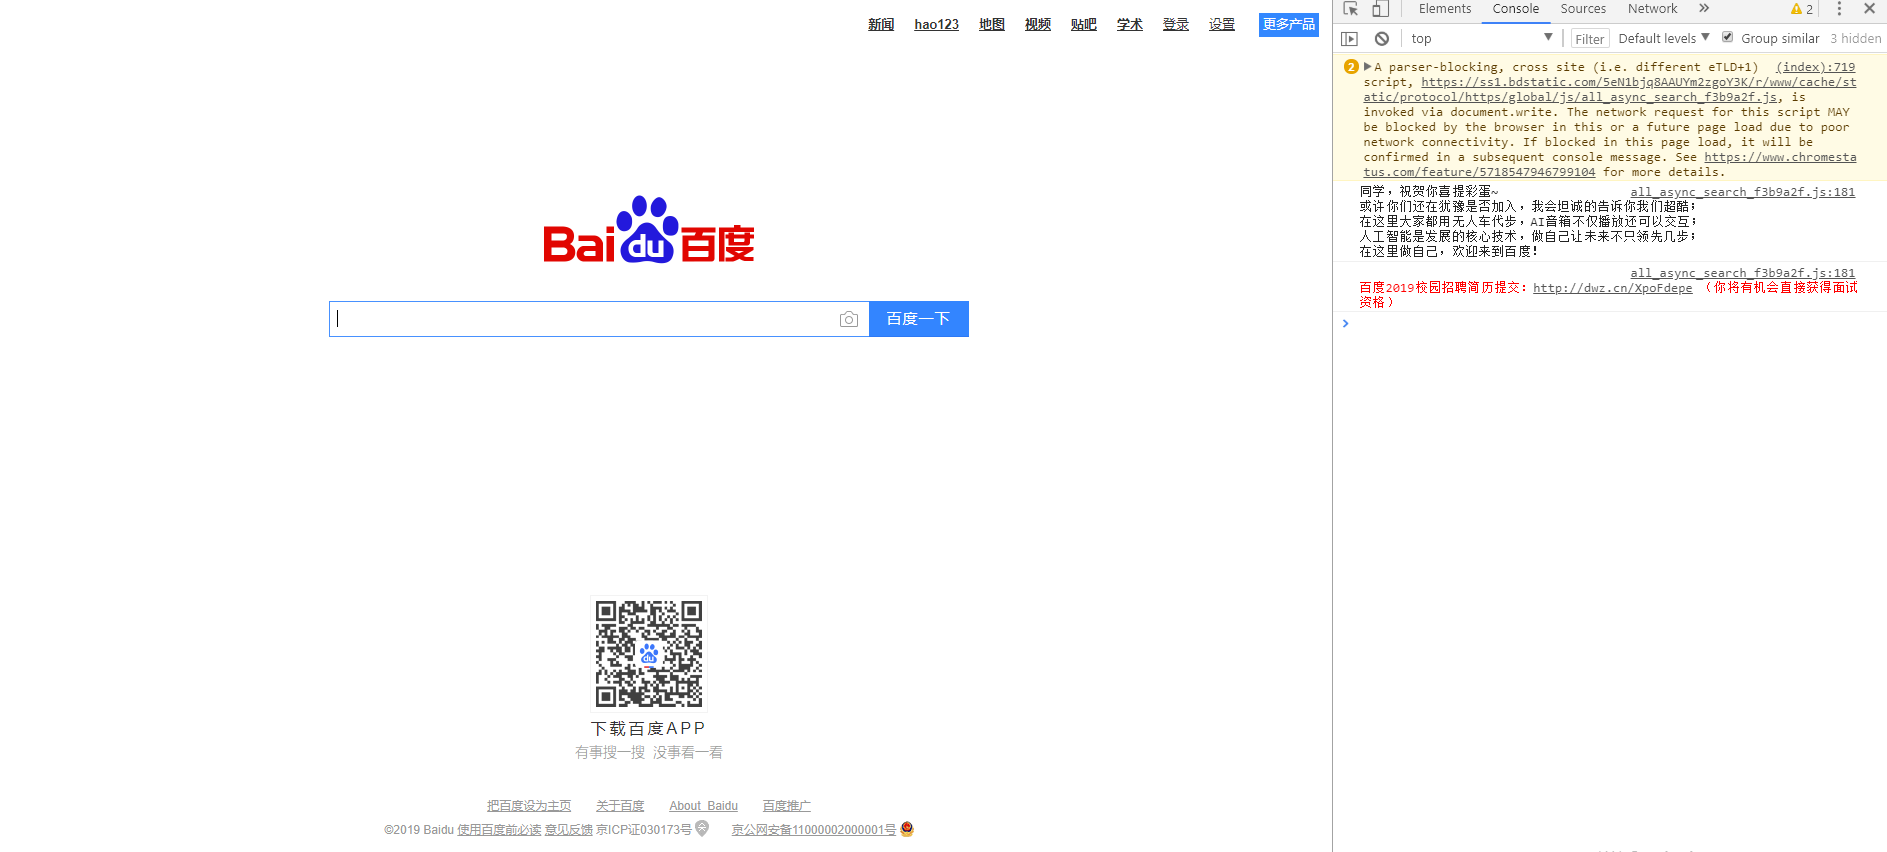 新闻 hao123 地图 视频 贴吧 学术 登录 设置 更多产品
Baidu百度
百度一下
du
下载百度APP
有事搜一搜 没事看一看
把百度设为主页 关于百度 About Baidu 百度推广
©2019 Baidu 使用百度前必读 意见反馈 京ICP证030173号 京公网安备11000002000001号
Elements Console Sources Network » 2
top Filter Default levels Group similar 3 hidden
2 A parser-blocking, cross site (i.e. different eTLD+1) (index):719
script, https://ss1.bdstatic.com/5eN1bjq8AAUYm2zgoY3K/r/www/cache/st
atic/protocol/https/global/js/all_async_search_f3b9a2f.js, is
invoked via document.write. The network request for this script MAY
be blocked by the browser in this or a future page load due to poor
network connectivity. If blocked in this page load, it will be
confirmed in a subsequent console message. See https://www.chromesta
tus.com/feature/5718547946799104 for more details.
同学，祝贺你喜提彩蛋~ all_async_search_f3b9a2f.js:181
或许你们还在犹豫是否加入，我会坦诚的告诉你我们超酷；
在这里大家都用无人车代步，AI音箱不仅播放还可以交互；
人工智能是发展的核心技术，做自己让未来不只领先几步；
在这里做自己，欢迎来到百度！
all_async_search_f3b9a2f.js:181
百度2019校园招聘简历提交：http://dwz.cn/XpoFdepe （你将有机会直接获得面试
资格）